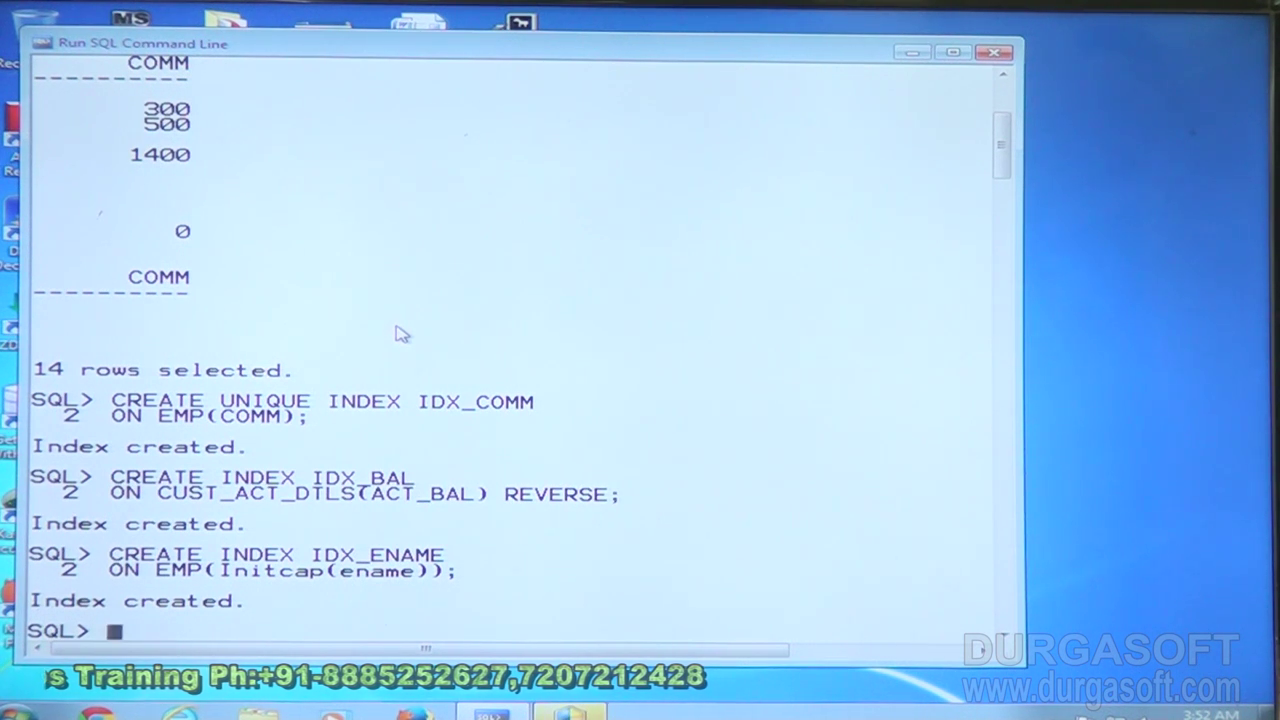 MS
Run SQL Command Line
COMM
----------
300
500
1400
0
COMM
----------
14 rows selected.
SQL> CREATE UNIQUE INDEX IDX_COMM
2 ON EMP(COMM);
Index created.
SQL> CREATE INDEX IDX_BAL
2 ON CUST_ACT_DTLS(ACT_BAL) REVERSE;
Index created.
SQL> CREATE INDEX IDX_ENAME
2 ON EMP(Initcap(ename));
Index created.
SQL>
DURGASOFT
www.durgasoft.com
s Training Ph:+91-8885252627,7207212428
3:52 AM